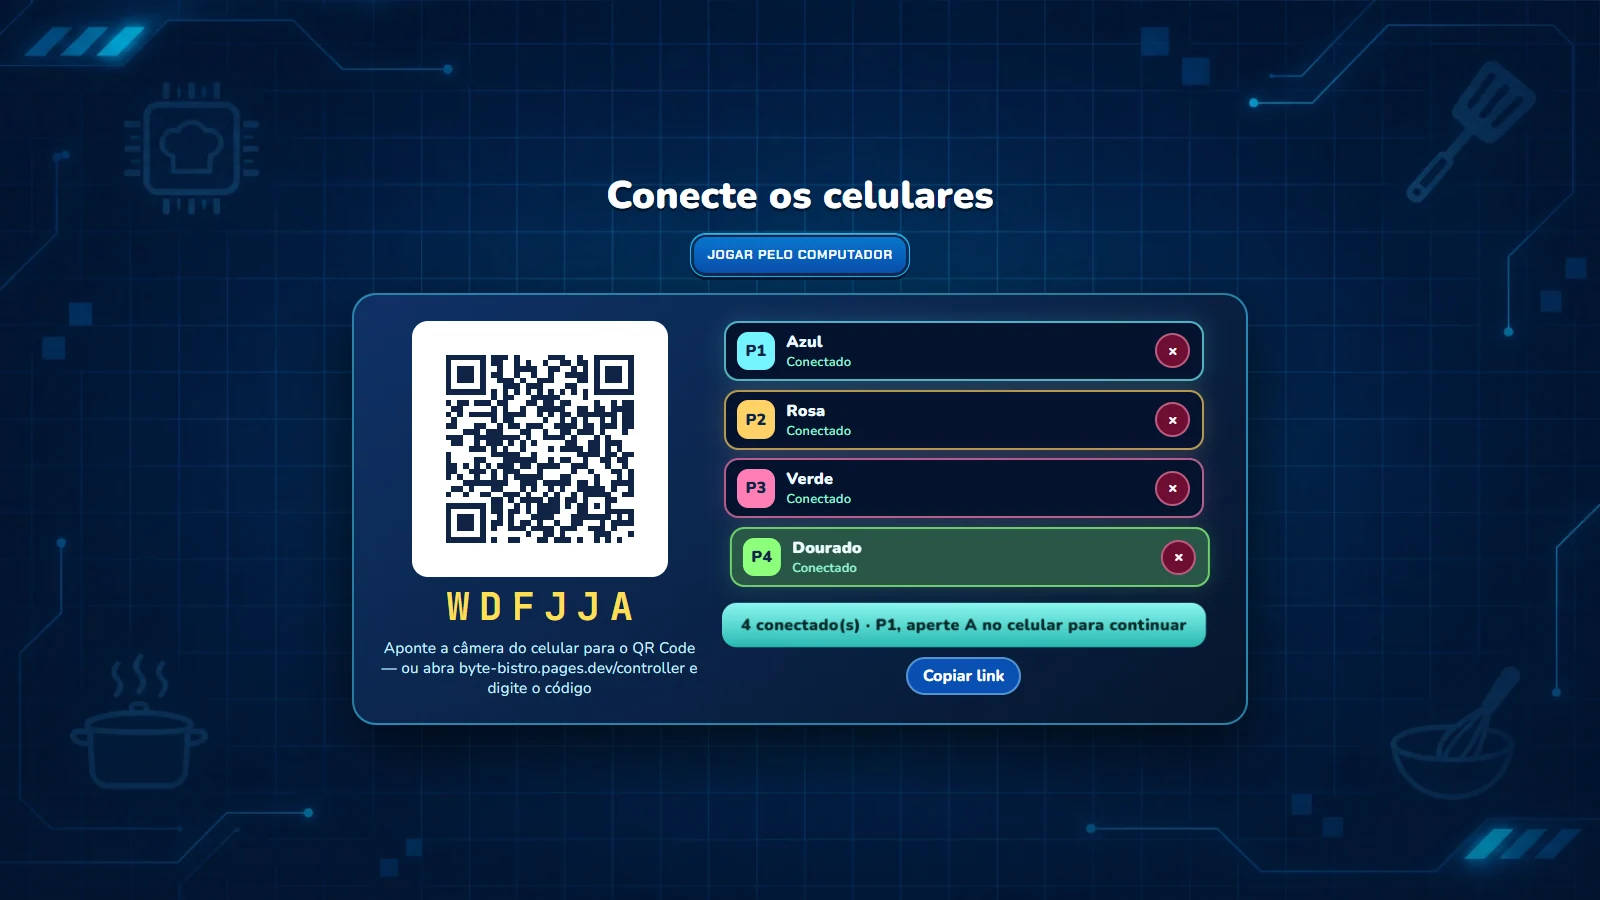 Conecte os celulares
JOGAR PELO COMPUTADOR
P1
Azul
Conectado
×
P2
Rosa
Conectado
×
P3
Verde
Conectado
×
P4
Dourado
Conectado
×
WDFJJA
Aponte a câmera do celular para o QR Code
— ou abra byte-bistro.pages.dev/controller e
digite o código
4 conectado(s) · P1, aperte A no celular para continuar
Copiar link